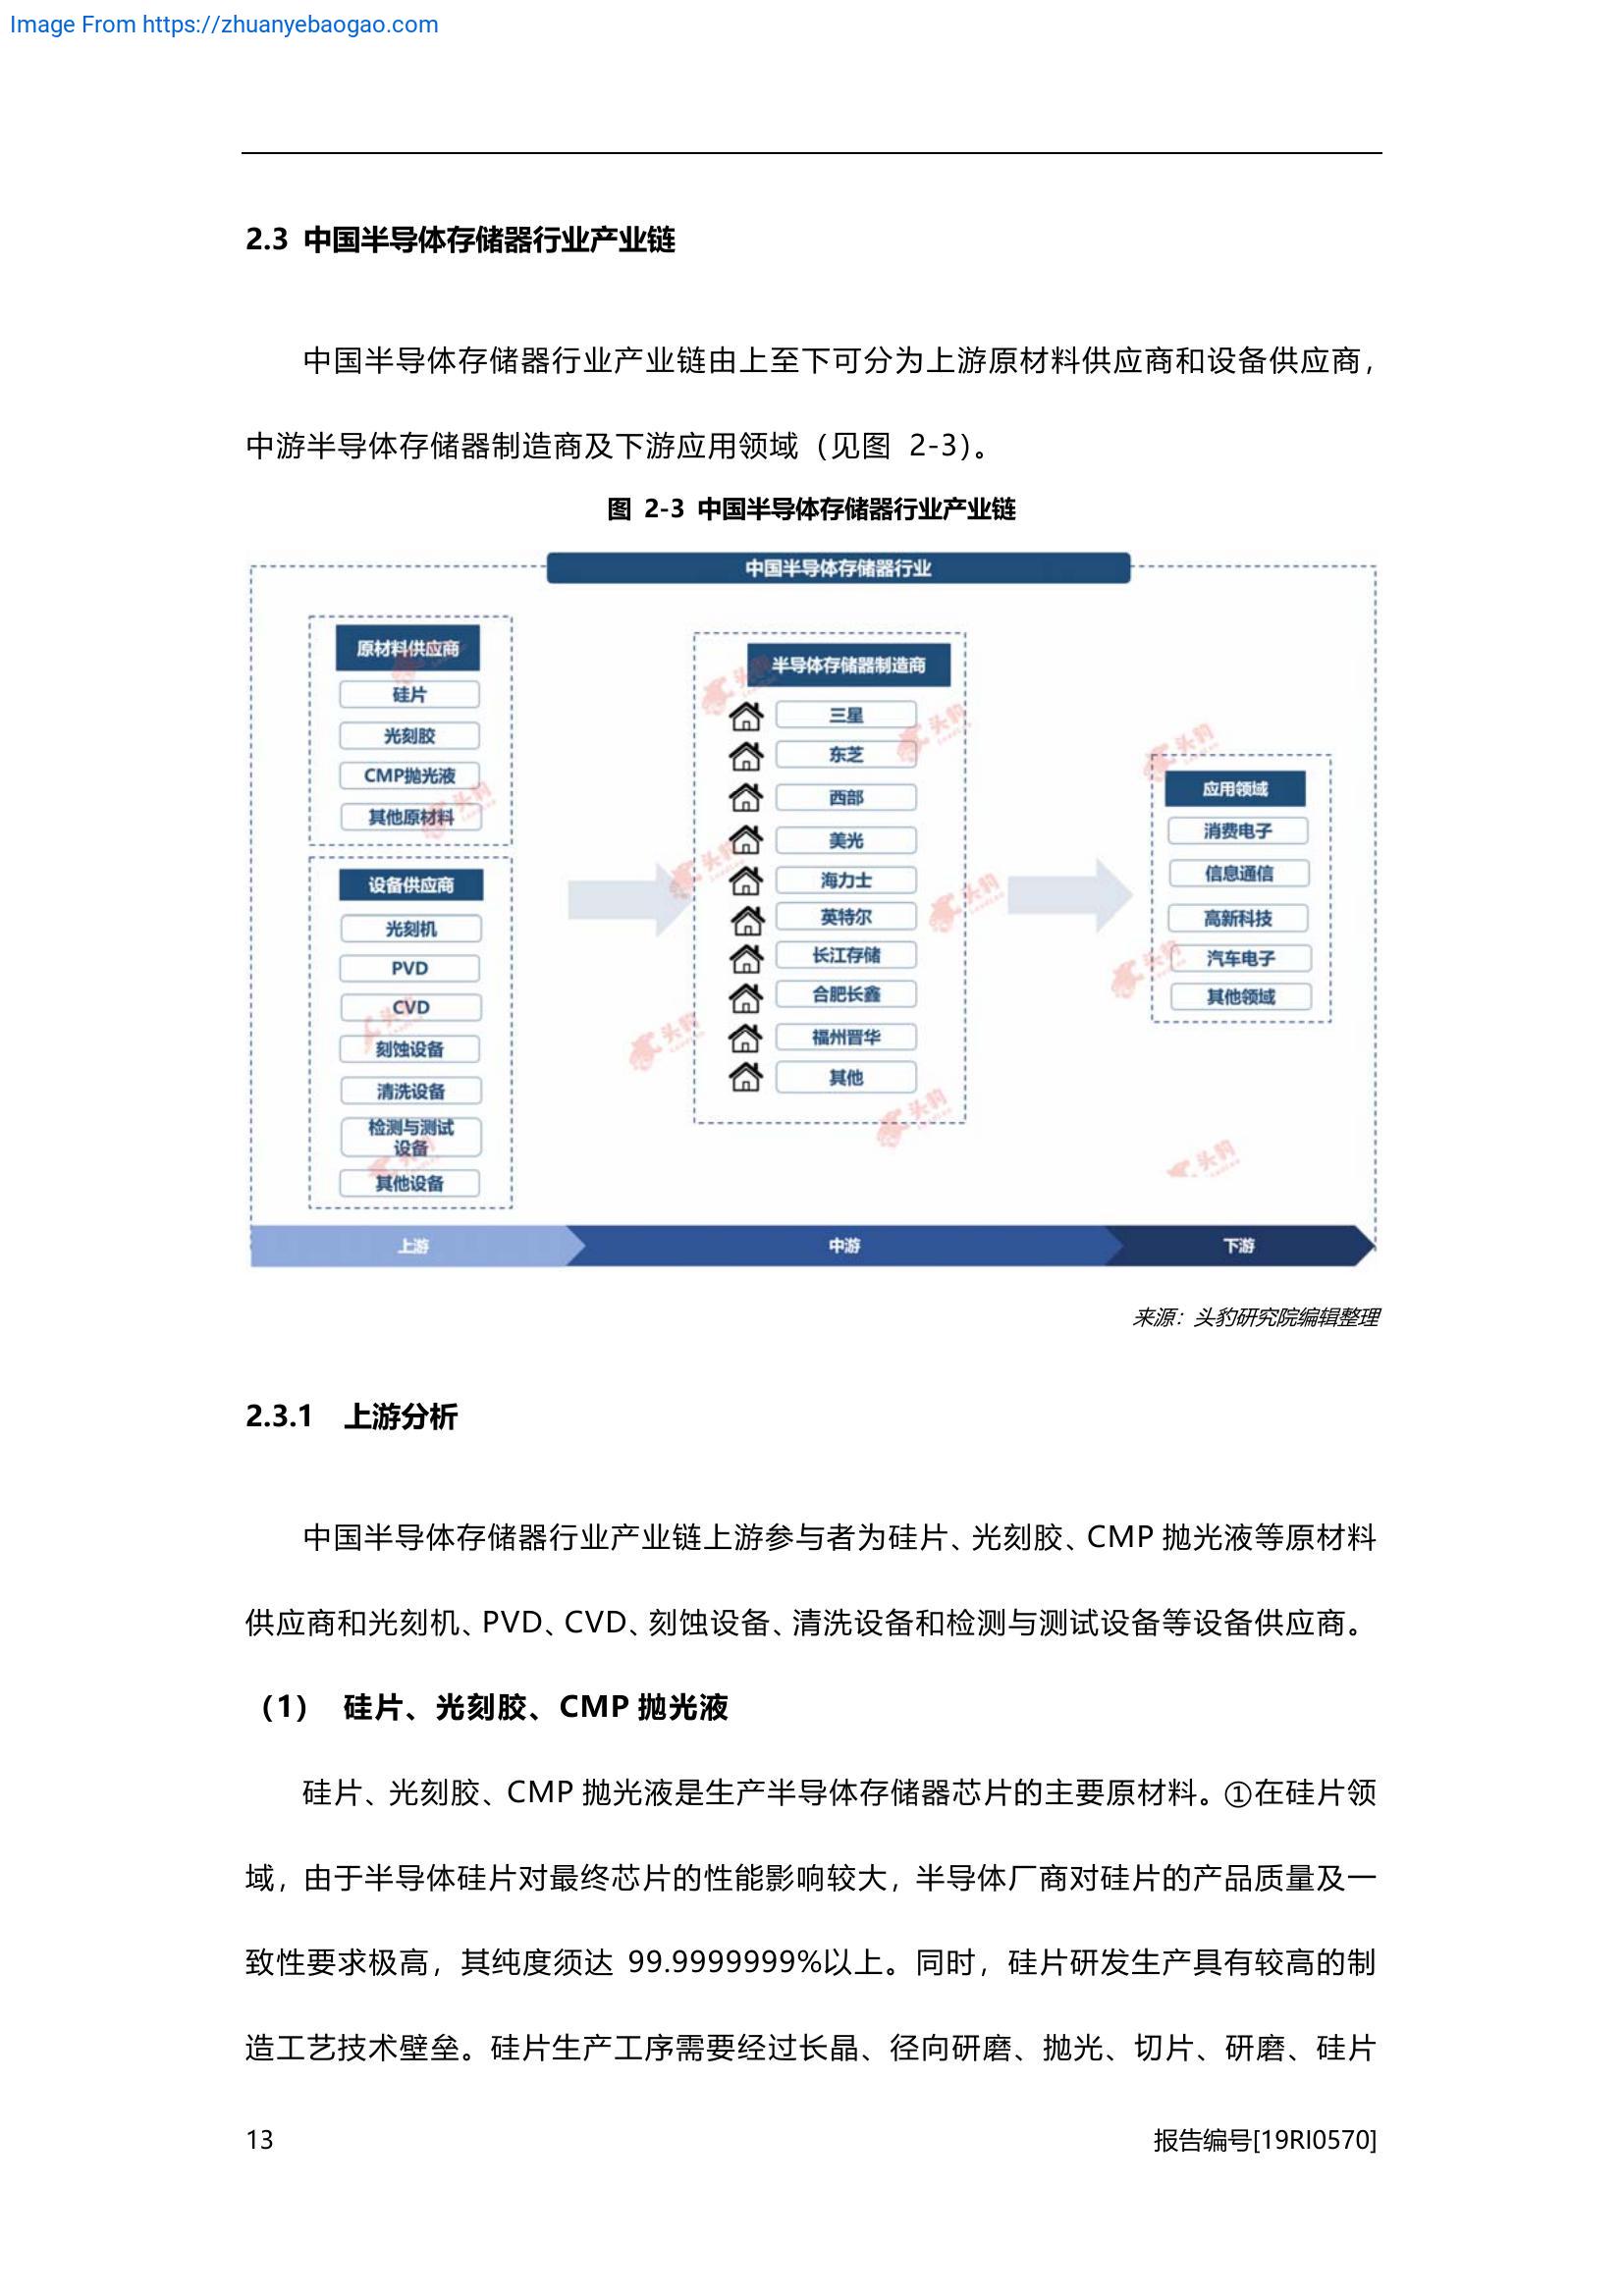 Image From https://zhuanyebaogao.com
2.3 中国半导体存储器行业产业链
中国半导体存储器行业产业链由上至下可分为上游原材料供应商和设备供应商，
中游半导体存储器制造商及下游应用领域（见图 2-3）。
图 2-3 中国半导体存储器行业产业链
中国半导体存储器行业
原材料供应商
硅片
光刻胶
CMP抛光液
其他原材料
设备供应商
光刻机
PVD
CVD
刻蚀设备
清洗设备
检测与测试
设备
其他设备
半导体存储器制造商
三星
东芝
西部
美光
海力士
英特尔
长江存储
合肥长鑫
福州晋华
其他
应用领域
消费电子
信息通信
高新科技
汽车电子
其他领域
头豹
头豹
头豹
头豹
头豹
头豹
头豹
头豹
头豹
头豹
上游
中游
下游
来源：头豹研究院编辑整理
2.3.1 上游分析
中国半导体存储器行业产业链上游参与者为硅片、光刻胶、CMP 抛光液等原材料
供应商和光刻机、PVD、CVD、刻蚀设备、清洗设备和检测与测试设备等设备供应商。
（1） 硅片、光刻胶、CMP 抛光液
硅片、光刻胶、CMP 抛光液是生产半导体存储器芯片的主要原材料。①在硅片领
域，由于半导体硅片对最终芯片的性能影响较大，半导体厂商对硅片的产品质量及一
致性要求极高，其纯度须达 99.9999999%以上。同时，硅片研发生产具有较高的制
造工艺技术壁垒。硅片生产工序需要经过长晶、径向研磨、抛光、切片、研磨、硅片
13
报告编号[19RI0570]